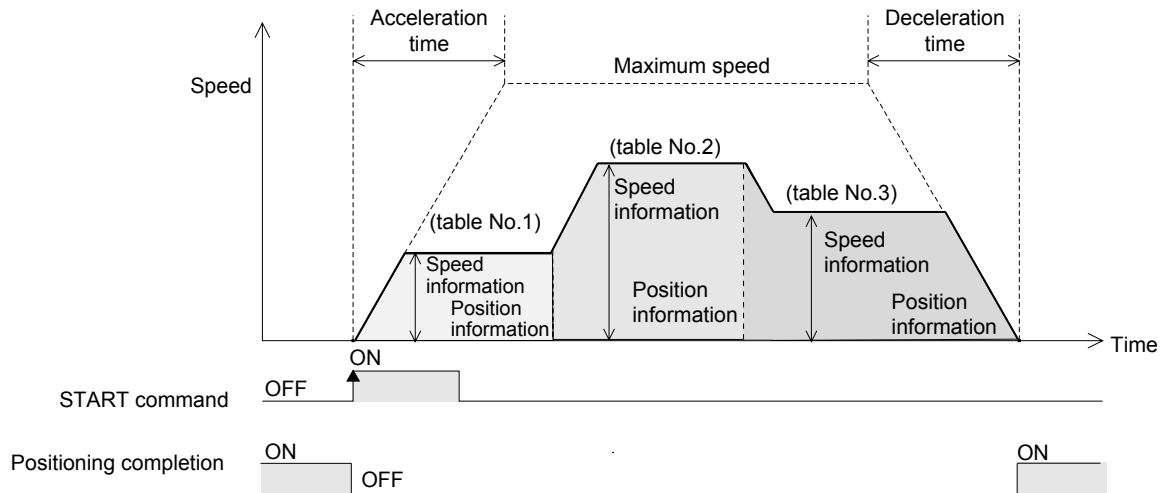 Acceleration
time
Deceleration
time
Speed
Maximum speed
(table No.1)
(table No.2)
(table No.3)
Speed
information
Position
information
Speed
information
Position
information
Speed
information
Position
information
Time
START command
OFF
ON
Positioning completion
ON
OFF
ON